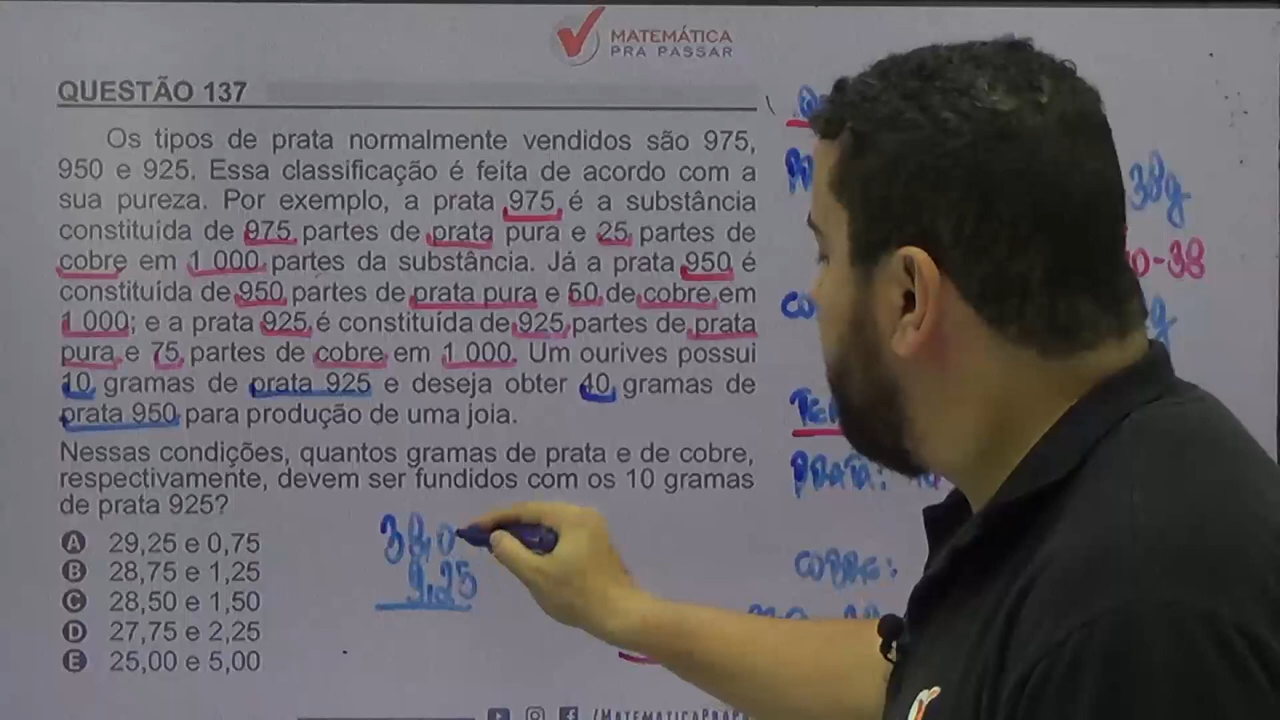 MATEMÁTICA
PRA PASSAR
QUESTÃO 137
Os tipos de prata normalmente vendidos são 975,
950 e 925. Essa classificação é feita de acordo com a
sua pureza. Por exemplo, a prata 975 é a substância
constituída de 975 partes de prata pura e 25 partes de
cobre em 1 000 partes da substância. Já a prata 950 é
constituída de 950 partes de prata pura e 50 de cobre em
1 000; e a prata 925 é constituída de 925 partes de prata
pura e 75 partes de cobre em 1 000. Um ourives possui
10 gramas de prata 925 e deseja obter 40 gramas de
prata 950 para produção de uma joia.
Nessas condições, quantos gramas de prata e de cobre,
respectivamente, devem ser fundidos com os 10 gramas
de prata 925?
A 29,25 e 0,75
B 28,75 e 1,25
C 28,50 e 1,50
D 27,75 e 2,25
E 25,00 e 5,00
38,0
9,25
38g
0-38
g
PRATA:
COBRE: